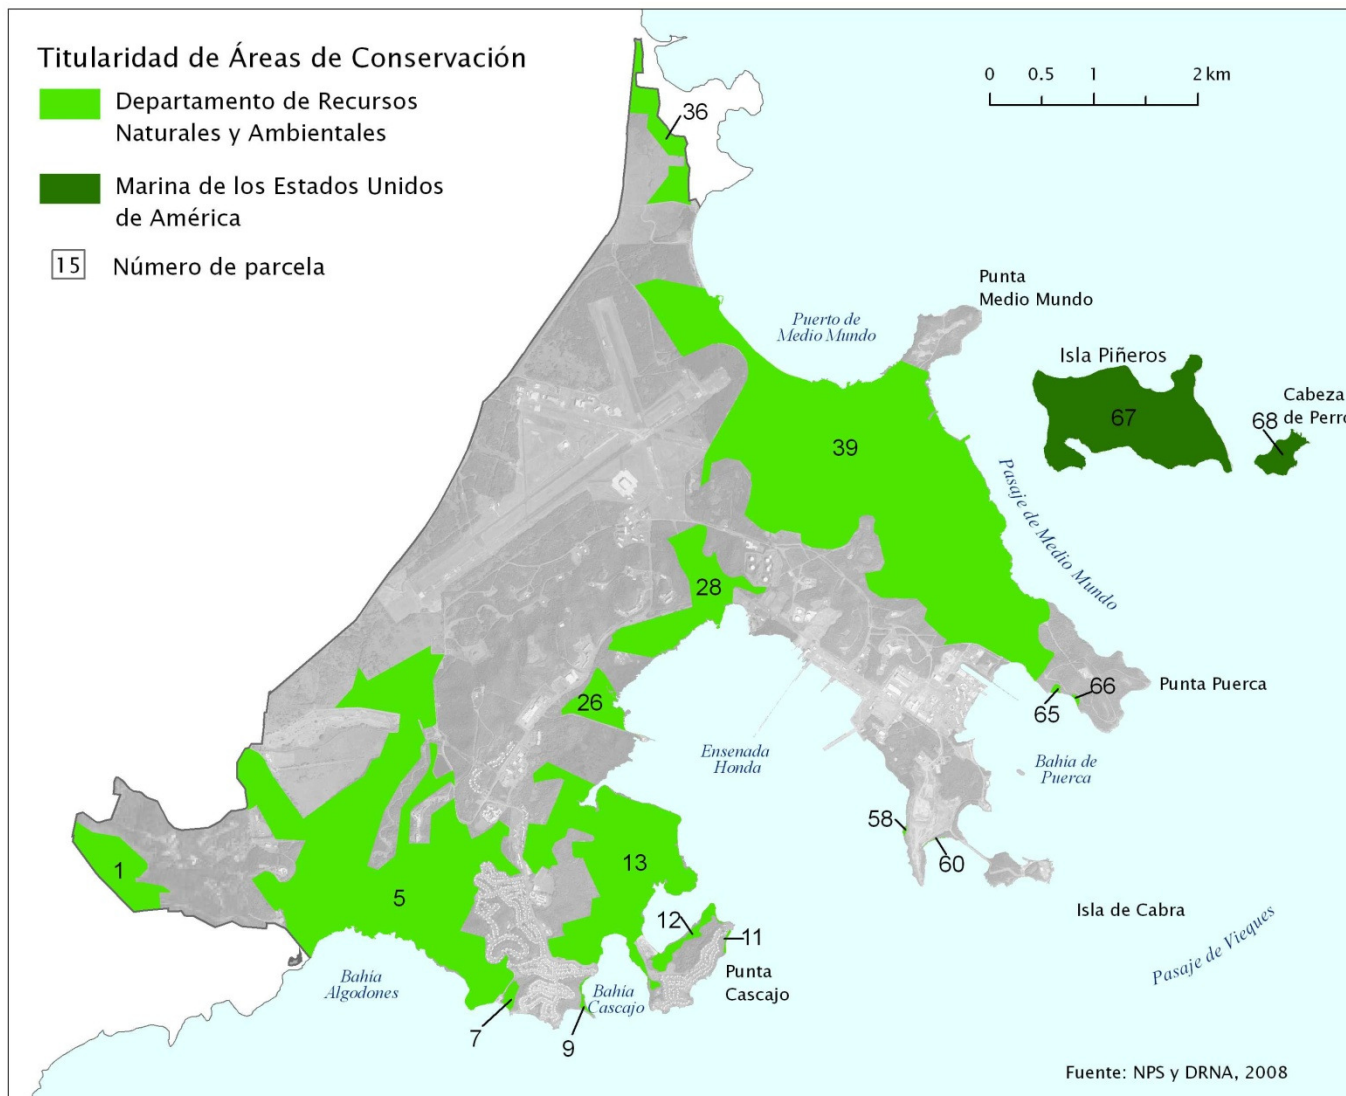 Titularidad de Áreas de Conservación
Departamento de Recursos
Naturales y Ambientales
Marina de los Estados Unidos
de América
15
Número de parcela
0 0.5 1 2 km
36
Punta
Medio Mundo
Puerto de
Medio Mundo
Isla Piñeros
67
Cabeza
de Perro
68
39
Pasaje de Medio Mundo
28
26
65
66
Punta Puerca
Ensenada
Honda
Bahía de
Puerca
58
60
Isla de Cabra
Pasaje de Vieques
1
5
13
12
11
Punta
Cascajo
Bahía
Algodones
Bahía
Cascajo
7
9
Fuente: NPS y DRNA, 2008